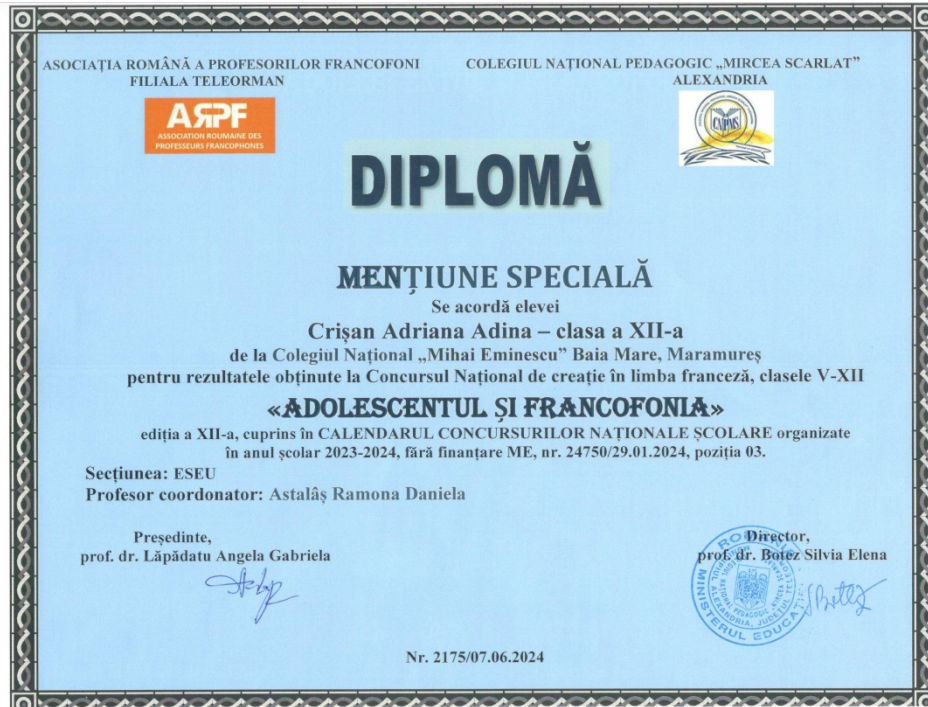 ASOCIAȚIA ROMÂNĂ A PROFESORILOR FRANCOFONI
FILIALA TELEORMAN
COLEGIUL NAȚIONAL PEDAGOGIC „MIRCEA SCARLAT”
ALEXANDRIA
ARPF
ASSOCIATION ROUMAINE DES
PROFESSEURS FRANCOPHONES
CNPMS
DIPLOMĂ
MENȚIUNE SPECIALĂ
Se acordă elevei
Crișan Adriana Adina – clasa a XII-a
de la Colegiul Național „Mihai Eminescu” Baia Mare, Maramureș
pentru rezultatele obținute la Concursul Național de creație în limba franceză, clasele V-XII
«ADOLESCENTUL ȘI FRANCOFONIA»
ediția a XII-a, cuprins în CALENDARUL CONCURSURILOR NAȚIONALE ȘCOLARE organizate
în anul școlar 2023-2024, fără finanțare ME, nr. 24750/29.01.2024, poziția 03.
Secțiunea: ESEU
Profesor coordonator: Astalâș Ramona Daniela
Președinte,
prof. dr. Lăpădatu Angela Gabriela
Director,
prof. dr. Botez Silvia Elena
ROMÂNIA
MINISTERUL EDUCAȚIEI
Nr. 2175/07.06.2024